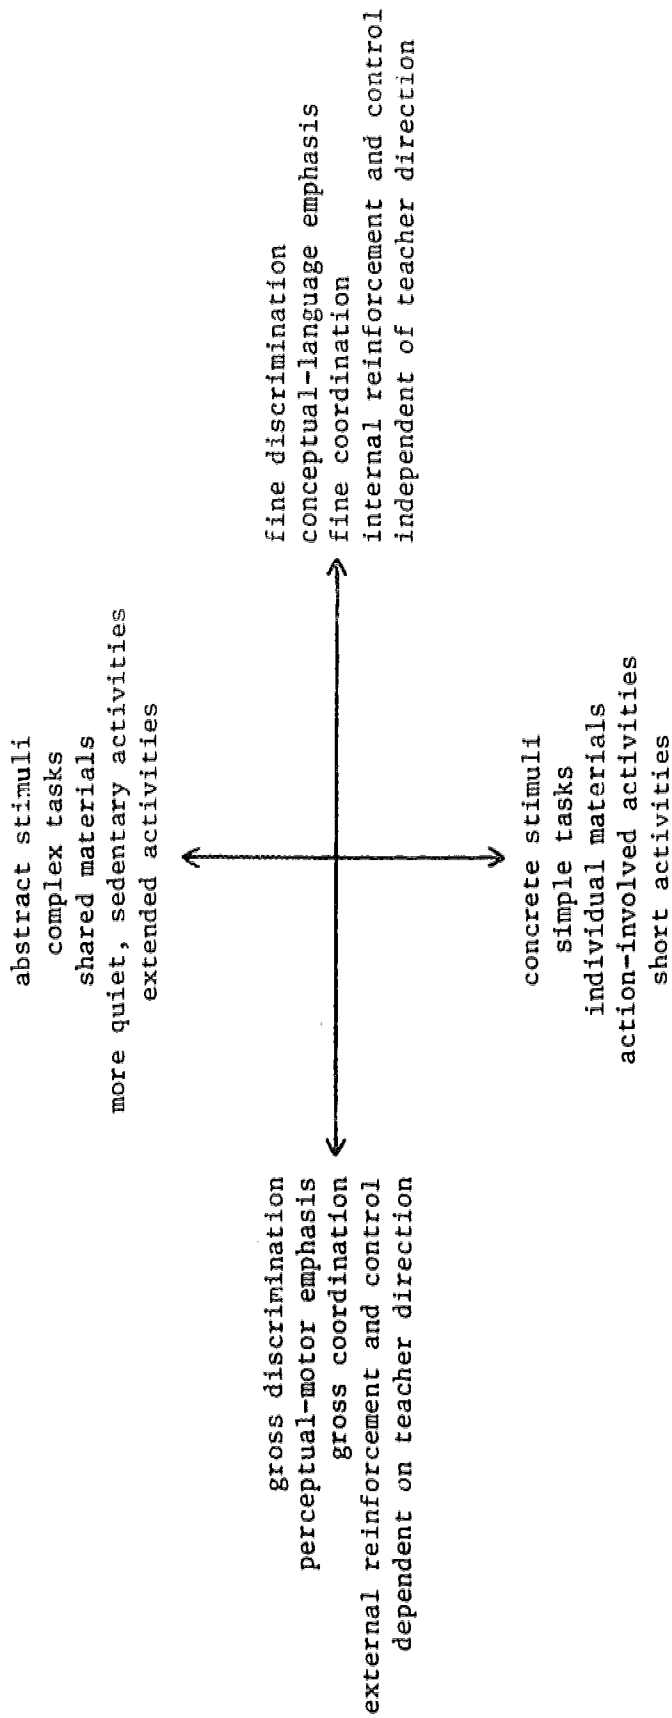 abstract stimuli
complex tasks
shared materials
more quiet, sedentary activities
extended activities
gross discrimination
perceptual-motor emphasis
gross coordination
external reinforcement and control
dependent on teacher direction
fine discrimination
conceptual-language emphasis
fine coordination
internal reinforcement and control
independent of teacher direction
concrete stimuli
simple tasks
individual materials
action-involved activities
short activities